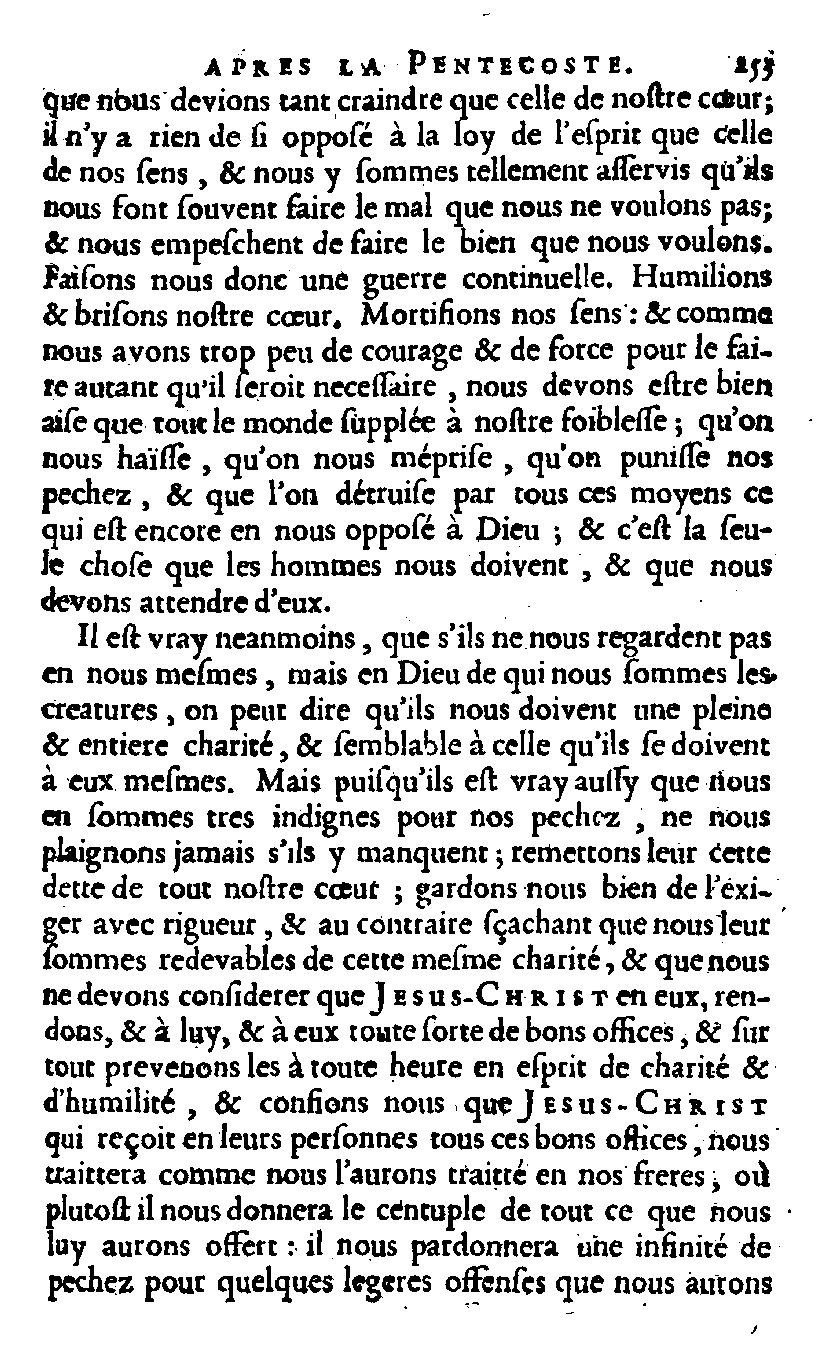 APRES LA PENTECOSTE. 255
que nous devions tant craindre que celle de noſtre cœur;
il n'y a rien de ſi oppoſé à la loy de l'eſprit que celle
de nos ſens, & nous y ſommes tellement aſſervis qu'ils
nous font ſouvent faire le mal que nous ne voulons pas;
& nous empeſchent de faire le bien que nous voulons.
Faiſons nous donc une guerre continuelle. Humilions
& briſons noſtre cœur. Mortifions nos ſens : & comme
nous avons trop peu de courage & de force pour le fai-
re autant qu'il ſeroit neceſſaire, nous devons eſtre bien
aiſe que tout le monde ſupplée à noſtre foibleſſe ; qu'on
nous haïſſe, qu'on nous mépriſe, qu'on puniſſe nos
pechez, & que l'on détruiſe par tous ces moyens ce
qui eſt encore en nous oppoſé à Dieu ; & c'eſt la ſeu-
le choſe que les hommes nous doivent, & que nous
devons attendre d'eux.
Il eſt vray neanmoins, que s'ils ne nous regardent pas
en nous meſmes, mais en Dieu de qui nous ſommes les
creatures, on peut dire qu'ils nous doivent une pleine
& entiere charité, & ſemblable à celle qu'ils ſe doivent
à eux meſmes. Mais puiſqu'ils eſt vray auſſy que nous
en ſommes tres indignes pour nos pechez, ne nous
plaignons jamais s'ils y manquent ; remettons leur cette
dette de tout noſtre cœur ; gardons nous bien de l'éxi-
ger avec rigueur, & au contraire ſçachant que nous leur
ſommes redevables de cette meſme charité, & que nous
ne devons conſiderer que JESUS-CHRIST en eux, ren-
dons, & à luy, & à eux toute ſorte de bons offices, & ſur
tout prevenons les à toute heure en eſprit de charité &
d'humilité, & confions nous que JESUS-CHRIST
qui reçoit en leurs perſonnes tous ces bons offices, nous
traittera comme nous l'aurons traitté en nos freres ; où
plutoſt il nous donnera le centuple de tout ce que nous
luy aurons offert : il nous pardonnera une infinité de
pechez pour quelques legeres offenſes que nous aurons